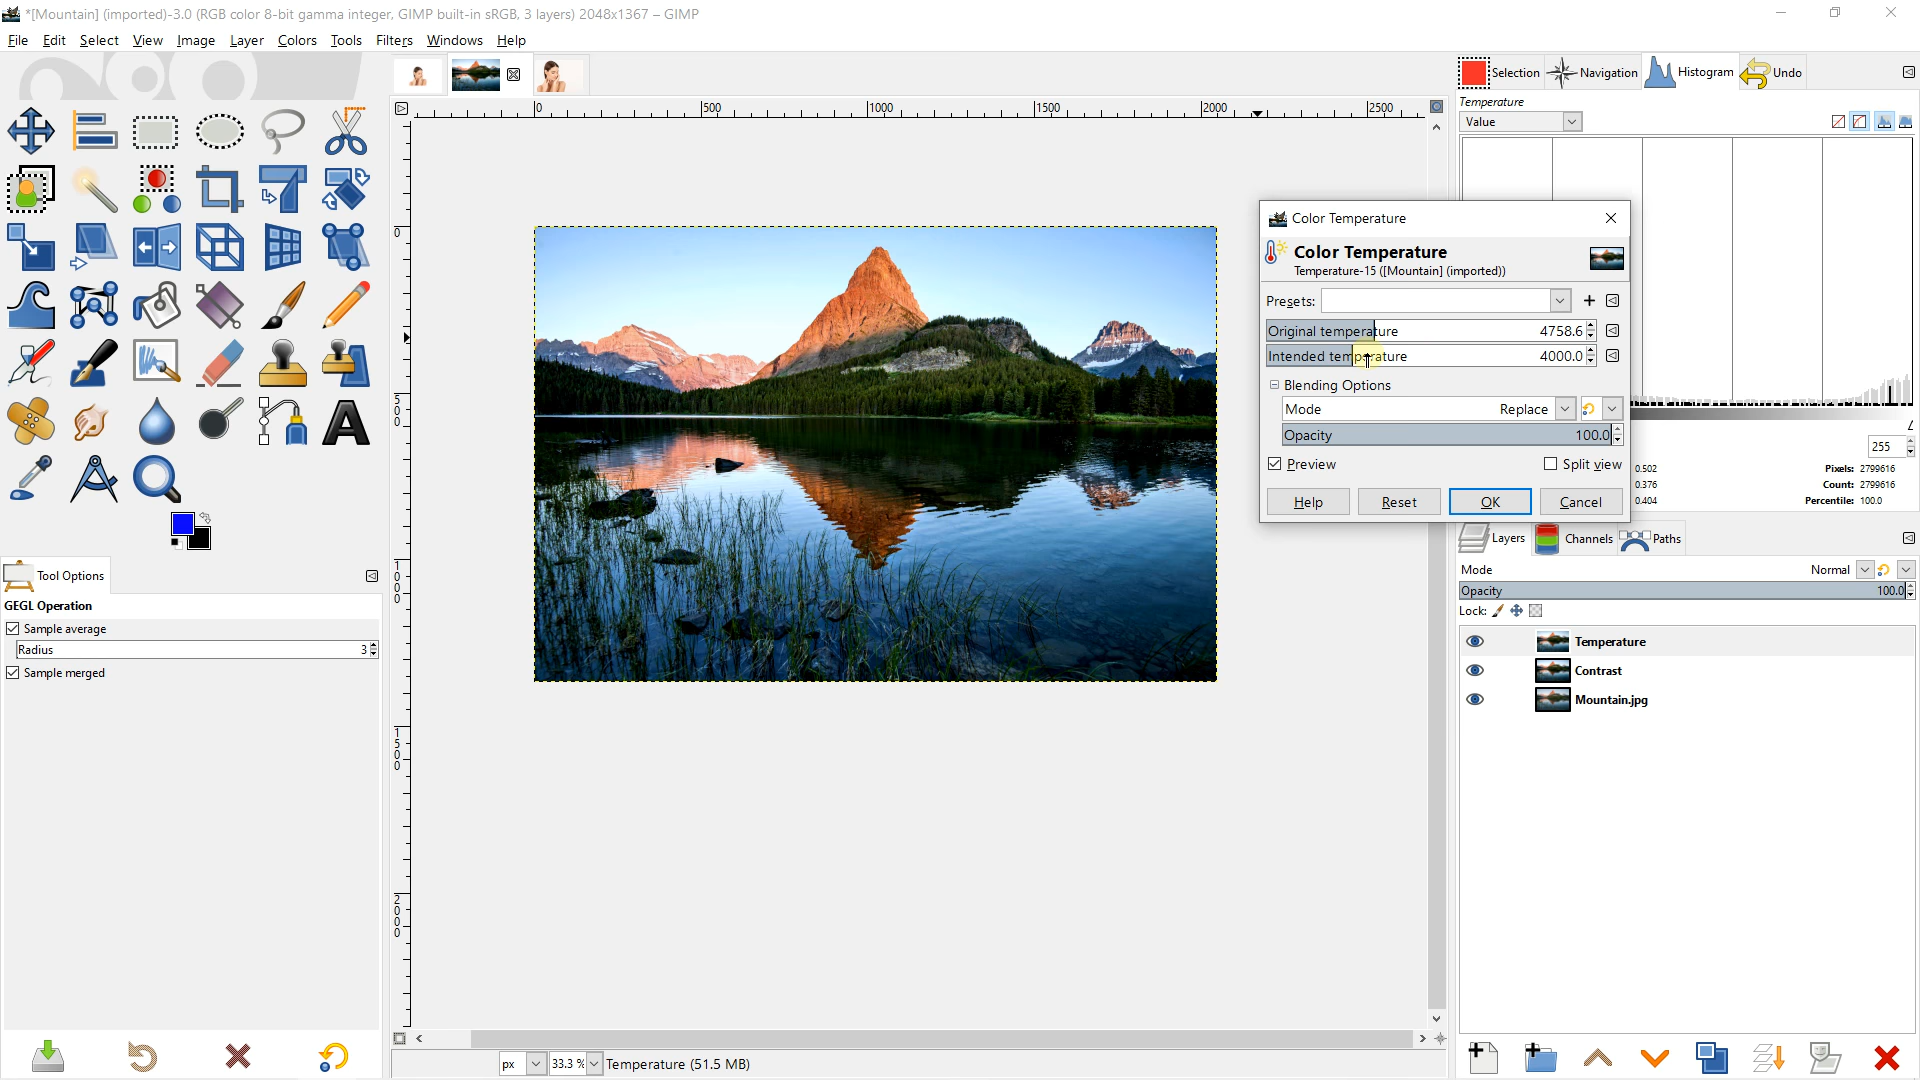 *[Mountain] (imported)-3.0 (RGB color 8-bit gamma integer, GIMP built-in sRGB, 3 layers) 2048x1367 – GIMP
File Edit Select View Image Layer Colors Tools Filters Windows Help
Selection Navigation Histogram Undo
0 500 1000 1500 2000 2500
Temperature
Value
Color Temperature
Color Temperature
Temperature-15 ([Mountain] (imported))
Presets:
Original temperature 4758.6
Intended temperature 4000.0
Blending Options
Mode Replace
Opacity 100.0
Preview Split view
Help Reset OK Cancel
255
0.502 Pixels: 2799616
0.376 Count: 2799616
0.404 Percentile: 100.0
0
500
1000
1500
2000
Layers Channels Paths
Mode Normal
Opacity 100.0
Lock:
Temperature
Contrast
Mountain.jpg
Tool Options
GEGL Operation
Sample average
Radius 3
Sample merged
px 33.3 % Temperature (51.5 MB)